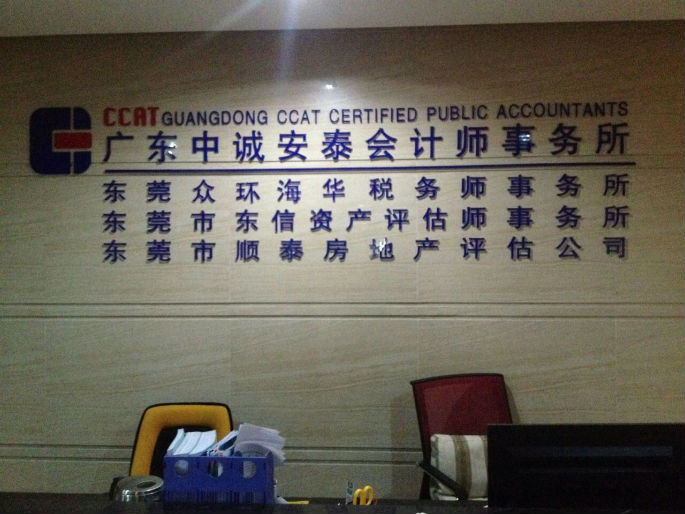 CCAT GUANGDONG CCAT CERTIFIED PUBLIC ACCOUNTANTS
广东中诚安泰会计师事务所
东莞众环海华税务师事务所
东莞市东信资产评估师事务所
东莞市顺泰房地产评估公司